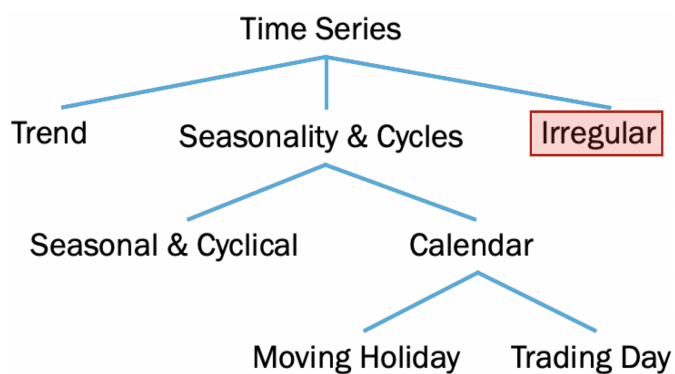 Time Series
Trend
Seasonality & Cycles
Irregular
Seasonal & Cyclical
Calendar
Moving Holiday
Trading Day